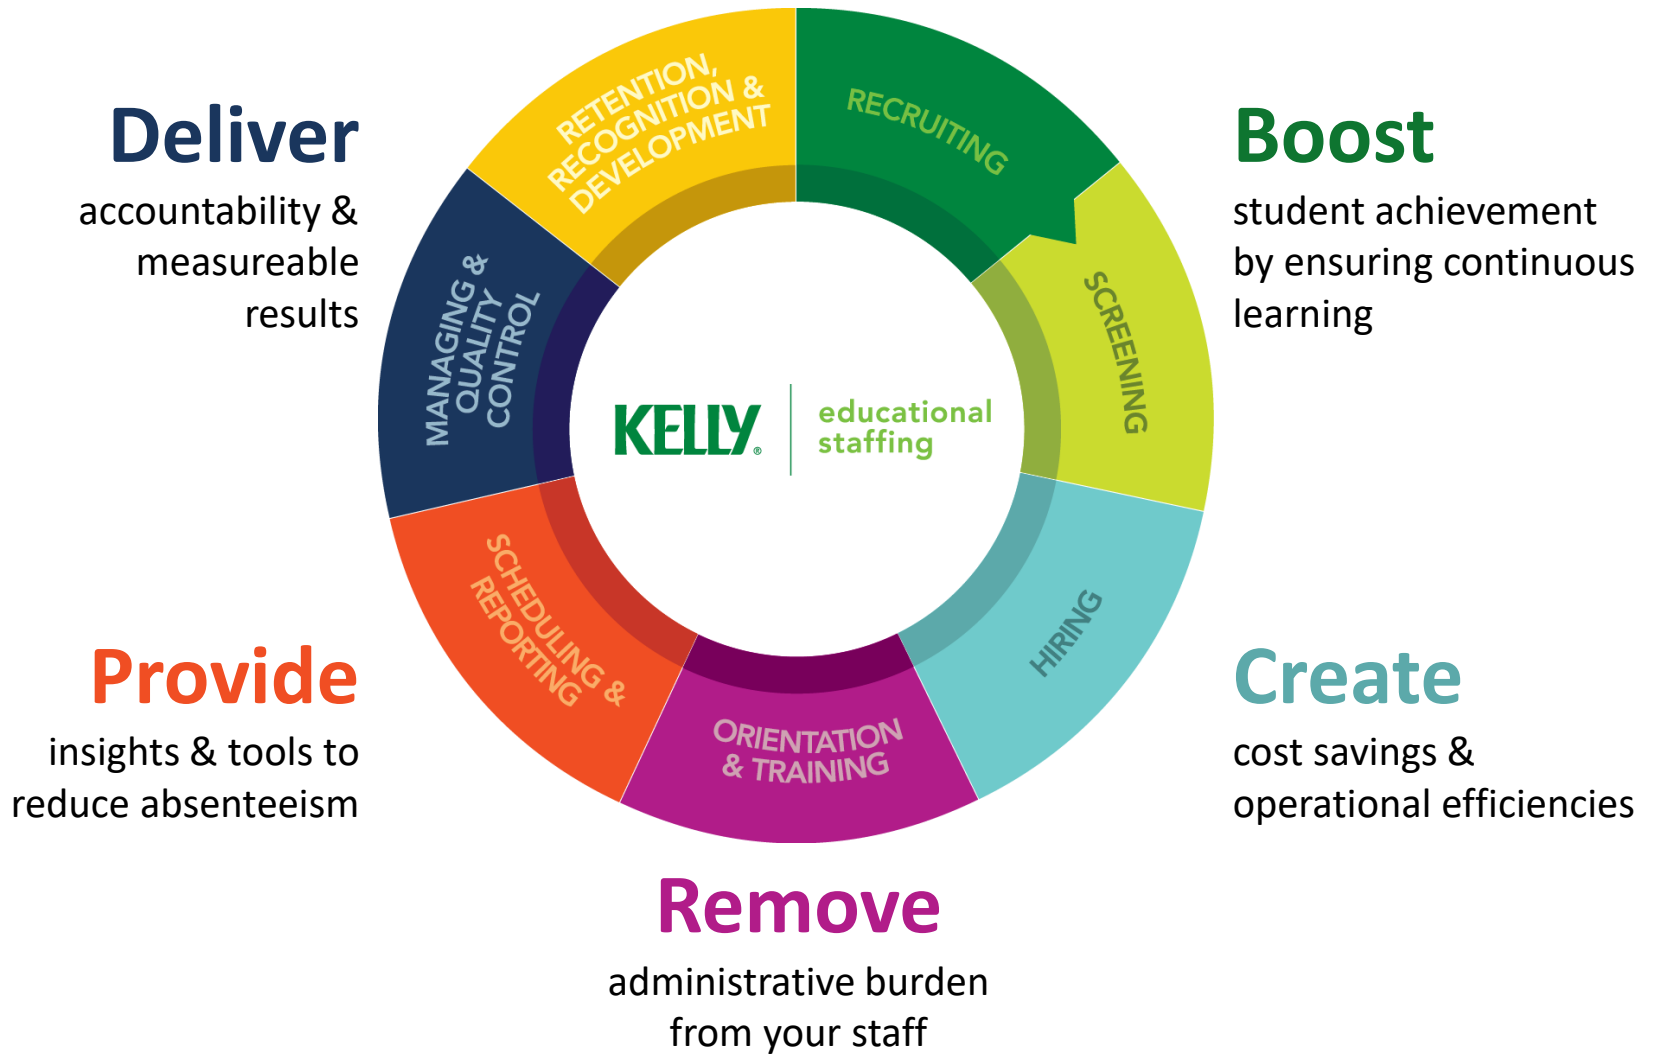 RETENTION,
RECOGNITION &
DEVELOPMENT
RECRUITING
SCREENING
HIRING
ORIENTATION
& TRAINING
SCHEDULING &
REPORTING
MANAGING &
QUALITY
CONTROL
KELLY®
educational
staffing
Deliver
accountability &
measureable
results
Boost
student achievement
by ensuring continuous
learning
Provide
insights & tools to
reduce absenteeism
Create
cost savings &
operational efficiencies
Remove
administrative burden
from your staff